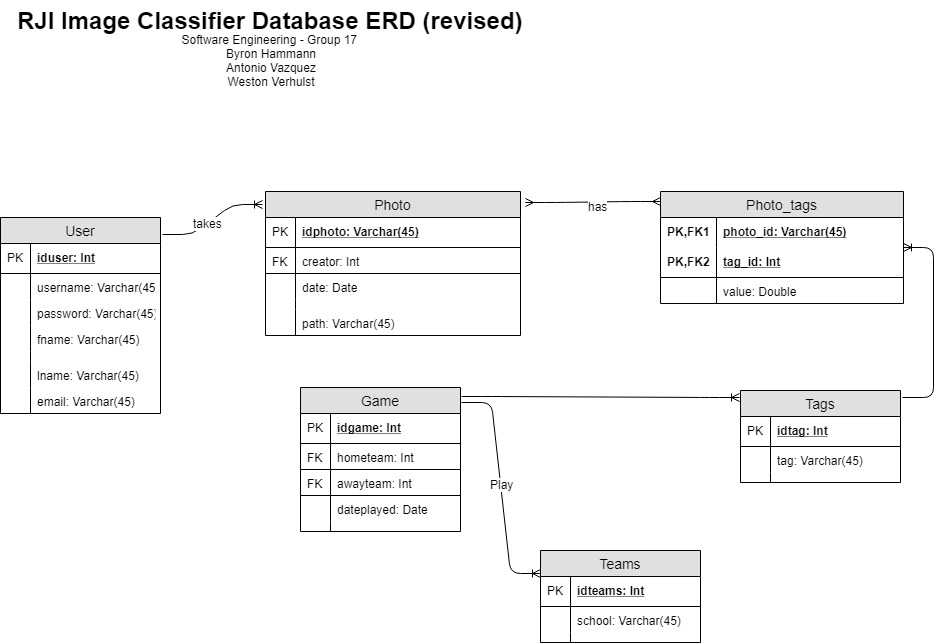 RJI Image Classifier Database ERD (revised)
Software Engineering - Group 17
Byron Hammann
Antonio Vazquez
Weston Verhulst
User
PK iduser: Int
username: Varchar(45
password: Varchar(45)
fname: Varchar(45)
lname: Varchar(45)
email: Varchar(45)
takes
Photo
PK idphoto: Varchar(45)
FK creator: Int
date: Date
path: Varchar(45)
has
Photo_tags
PK,FK1 photo_id: Varchar(45)
PK,FK2 tag_id: Int
value: Double
Game
PK idgame: Int
FK hometeam: Int
FK awayteam: Int
dateplayed: Date
Play
Tags
PK idtag: Int
tag: Varchar(45)
Teams
PK idteams: Int
school: Varchar(45)